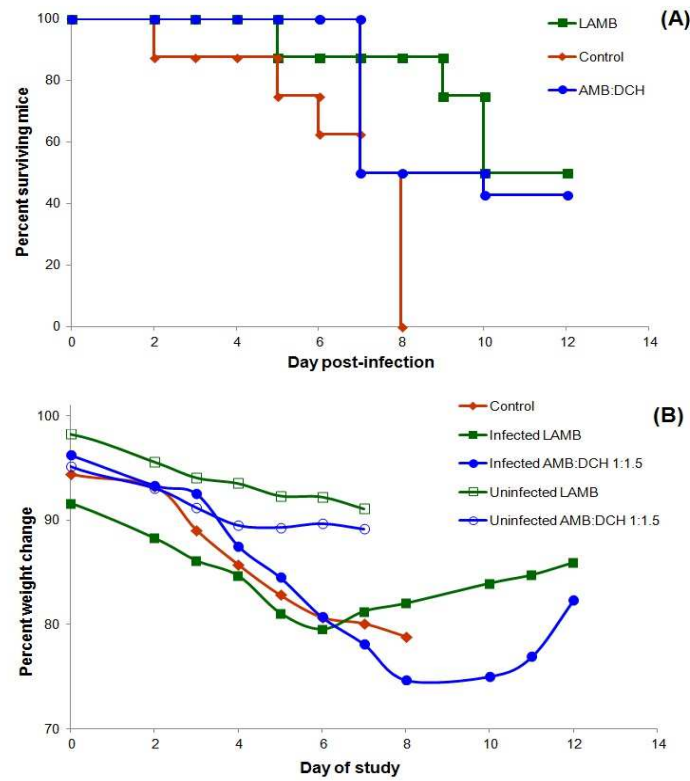 (A)
LAMB
Control
AMB:DCH
100
80
60
40
20
0
Percent surviving mice
0 2 4 6 8 10 12 14
Day post-infection
(B)
Control
Infected LAMB
Infected AMB:DCH 1:1.5
Uninfected LAMB
Uninfected AMB:DCH 1:1.5
100
90
80
70
Percent weight change
0 2 4 6 8 10 12 14
Day of study